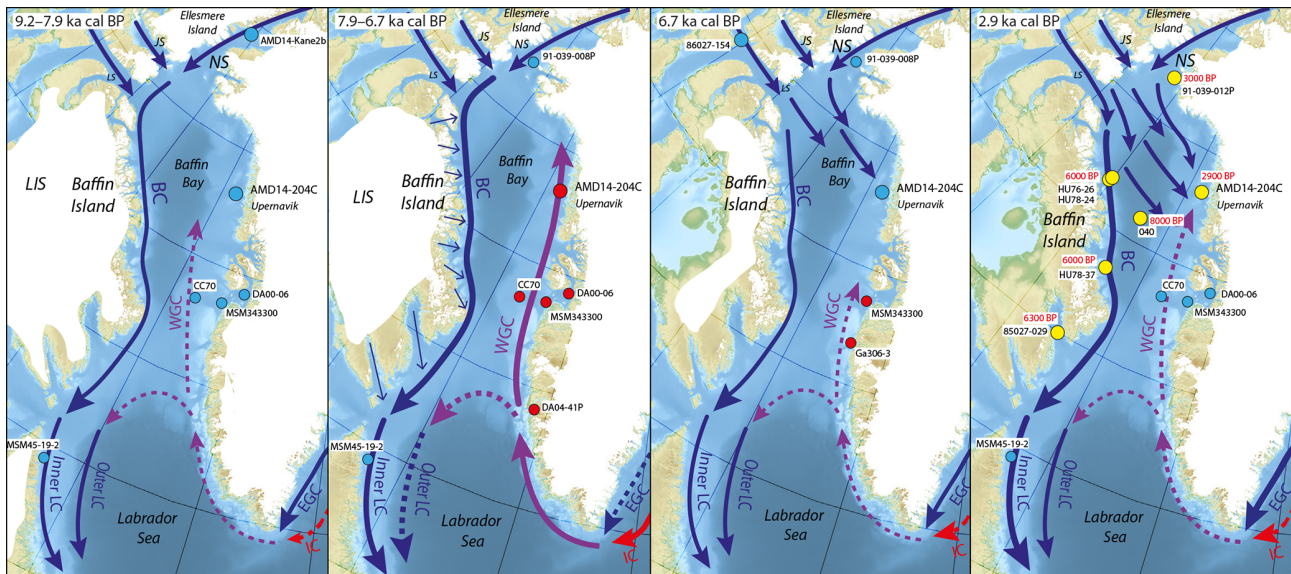 9.2–7.9 ka cal BP
Ellesmere
Island
AMD14-Kane2b
JS
NS
LS
LIS
Baffin
Island
BC
Baffin
Bay
AMD14-204C
Upernavik
CC70
DA00-06
MSM343300
WGC
MSM45-19-2
Inner LC
Outer LC
Labrador
Sea
EGC
IC
7.9–6.7 ka cal BP
Ellesmere
Island
JS
NS
91-039-008P
LS
LIS
Baffin
Island
BC
Baffin
Bay
AMD14-204C
Upernavik
CC70
DA00-06
MSM343300
WGC
DA04-41P
MSM45-19-2
Inner LC
Outer LC
Labrador
Sea
EGC
IC
6.7 ka cal BP
Ellesmere
Island
86027-154
JS
NS
91-039-008P
LS
Baffin
Island
BC
Baffin
Bay
AMD14-204C
Upernavik
WGC
MSM343300
Ga306-3
MSM45-19-2
Inner LC
Outer LC
Labrador
Sea
EGC
IC
2.9 ka cal BP
Ellesmere
Island
JS
NS
LS
3000 BP
91-039-012P
Baffin
Bay
6000 BP
HU76-26
HU78-24
2900 BP
AMD14-204C
Upernavik
8000 BP
040
Baffin
Island
BC
6000 BP
HU78-37
CC70
DA00-06
MSM343300
6300 BP
85027-029
WGC
MSM45-19-2
Inner LC
Outer LC
Labrador
Sea
EGC
IC